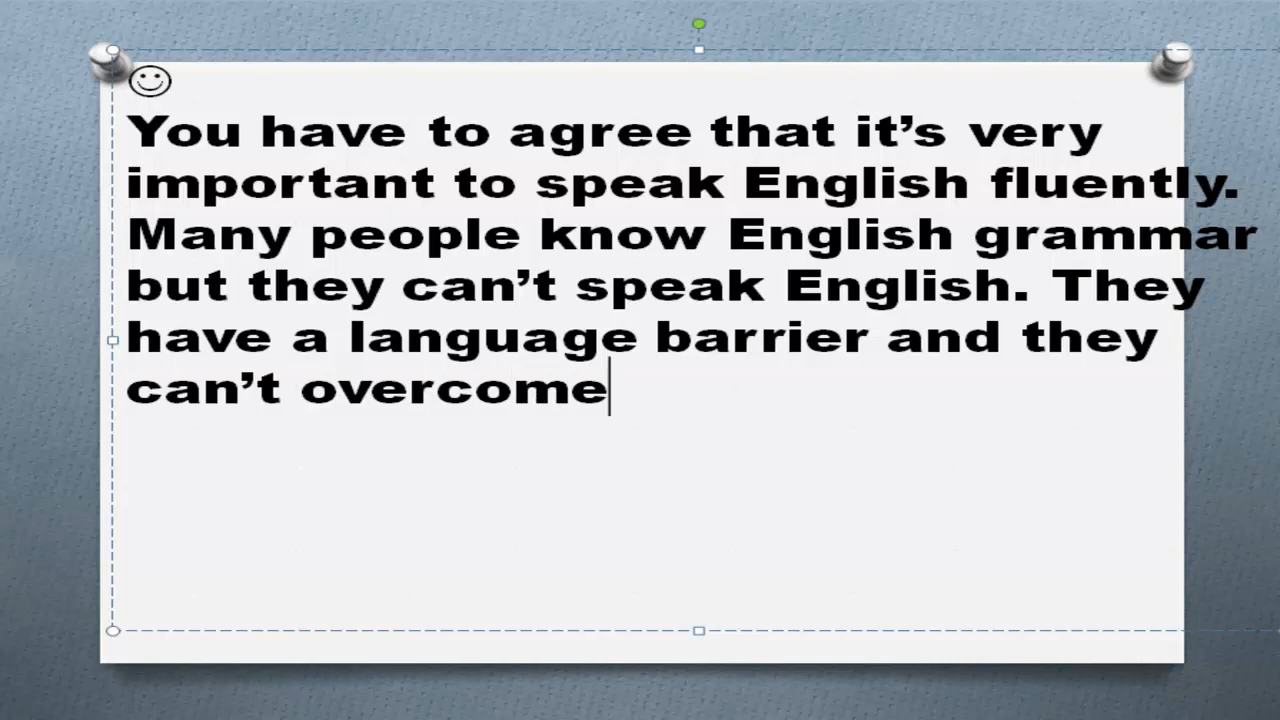 You have to agree that it’s very
important to speak English fluently.
Many people know English grammar
but they can’t speak English. They
have a language barrier and they
can’t overcome